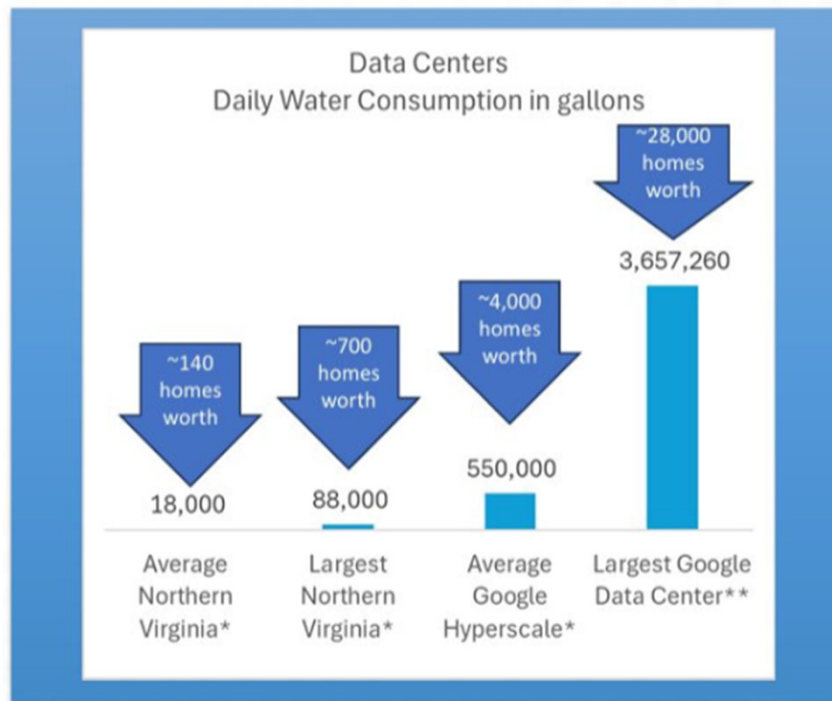 Data Centers
Daily Water Consumption in gallons
~28,000
homes
worth
3,657,260
~4,000
homes
worth
550,000
~700
homes
worth
88,000
~140
homes
worth
18,000
Average
Northern
Virginia*
Largest
Northern
Virginia*
Average
Google
Hyperscale*
Largest Google
Data Center**